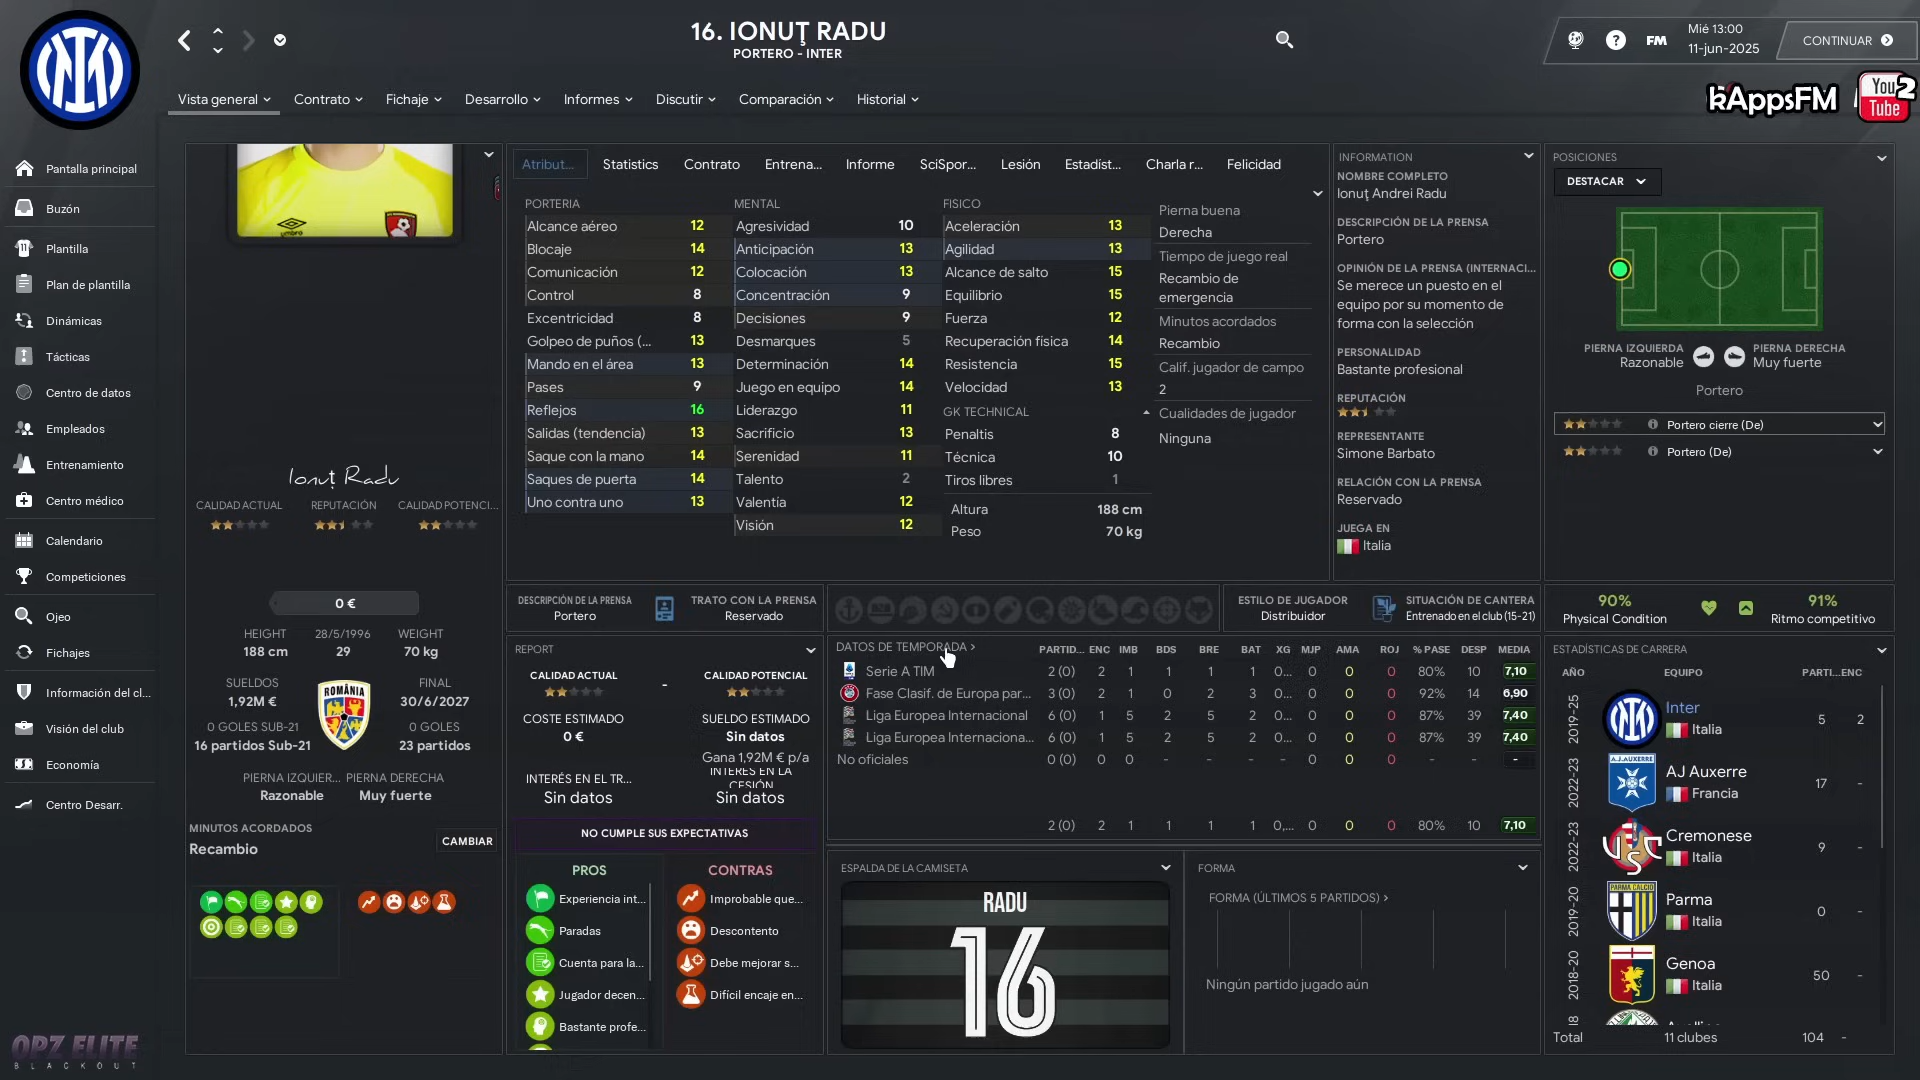 16. IONUȚ RADU
PORTERO - INTER
Mié 13:00
11-jun-2025
CONTINUAR
FM
Vista general
Contrato
Fichaje
Desarrollo
Informes
Discutir
Comparación
Historial
kAppsFM
You 2
Tube
Pantalla principal
Buzón
Plantilla
Plan de plantilla
Dinámicas
Tácticas
Centro de datos
Empleados
Entrenamiento
Centro médico
Calendario
Competiciones
Ojeo
Fichajes
Información del cl...
Visión del club
Economía
Centro Desarr.
OPZ ELITE
BLACKOUT
umbro
Ionuț Radu
CALIDAD ACTUAL
REPUTACIÓN
CALIDAD POTENCI...
0 €
HEIGHT 28/5/1996 WEIGHT
188 cm 29 70 kg
SUELDOS
1,92M €
ROMÂNIA
FINAL
30/6/2027
0 GOLES SUB-21
16 partidos Sub-21
0 GOLES
23 partidos
PIERNA IZQUIER... PIERNA DERECHA
Razonable Muy fuerte
MINUTOS ACORDADOS
Recambio
CAMBIAR
Atribut...
Statistics
Contrato
Entrena...
Informe
SciSpor...
Lesión
Estadíst...
Charla r...
Felicidad
PORTERIA
Alcance aéreo 12
Blocaje 14
Comunicación 12
Control 8
Excentricidad 8
Golpeo de puños (... 13
Mando en el área 13
Pases 9
Reflejos 16
Salidas (tendencia) 13
Saque con la mano 14
Saques de puerta 14
Uno contra uno 13
MENTAL
Agresividad 10
Anticipación 13
Colocación 13
Concentración 9
Decisiones 9
Desmarques 5
Determinación 14
Juego en equipo 14
Liderazgo 11
Sacrificio 13
Serenidad 11
Talento 2
Valentía 12
Visión 12
FISICO
Aceleración 13
Agilidad 13
Alcance de salto 15
Equilibrio 15
Fuerza 12
Recuperación física 14
Resistencia 15
Velocidad 13
GK TECHNICAL
Penaltis 8
Técnica 10
Tiros libres 1
Altura 188 cm
Peso 70 kg
Pierna buena
Derecha
Tiempo de juego real
Recambio de
emergencia
Minutos acordados
Recambio
Calif. jugador de campo
2
Cualidades de jugador
Ninguna
INFORMATION
NOMBRE COMPLETO
Ionuț Andrei Radu
DESCRIPCIÓN DE LA PRENSA
Portero
OPINIÓN DE LA PRENSA (INTERNACI...
Se merece un puesto en el
equipo por su momento de
forma con la selección
PERSONALIDAD
Bastante profesional
REPUTACIÓN
REPRESENTANTE
Simone Barbato
RELACIÓN CON LA PRENSA
Reservado
JUEGA EN
Italia
POSICIONES
DESTACAR
PIERNA IZQUIERDA
Razonable
PIERNA DERECHA
Muy fuerte
Portero
Portero cierre (De)
Portero (De)
DESCRIPCIÓN DE LA PRENSA
Portero
TRATO CON LA PRENSA
Reservado
ESTILO DE JUGADOR
Distribuidor
SITUACIÓN DE CANTERA
Entrenado en el club (15-21)
90%
Physical Condition
91%
Ritmo competitivo
REPORT
CALIDAD ACTUAL
-
CALIDAD POTENCIAL
COSTE ESTIMADO
0 €
SUELDO ESTIMADO
Sin datos
Gana 1,92M € p/a
INTERÉS EN EL TR...
Sin datos
INTERÉS EN LA
CESIÓN
Sin datos
NO CUMPLE SUS EXPECTATIVAS
PROS
Experiencia int...
Paradas
Cuenta para la...
Jugador decen...
Bastante profe...
CONTRAS
Improbable que...
Descontento
Debe mejorar s...
Difícil encaje en...
DATOS DE TEMPORADA > PARTID... ENC IMB BDS BRE BAT XG MJP AMA ROJ % PASE DESP MEDIA
Serie A TIM 2 (0) 2 1 1 1 1 0... 0 0 0 80% 10 7,10
Fase Clasif. de Europa par... 3 (0) 2 1 0 2 3 0... 0 0 0 92% 14 6,90
Liga Europea Internacional 6 (0) 1 5 2 5 2 0... 0 0 0 87% 39 7,40
Liga Europea Internaciona... 6 (0) 1 5 2 5 2 0... 0 0 0 87% 39 7,40
No oficiales 0 (0) 0 0 - - - - 0 0 0 - - -
2 (0) 2 1 1 1 1 0,... 0 0 0 80% 10 7,10
ESPALDA DE LA CAMISETA
RADU
16
FORMA
FORMA (ÚLTIMOS 5 PARTIDOS) >
Ningún partido jugado aún
ESTADÍSTICAS DE CARRERA
AÑO EQUIPO PARTI...ENC
2019-25 Inter 5 2
Italia
2022-23 AJ Auxerre 17 -
Francia
2022-23 Cremonese 9 -
Italia
2019-20 Parma 0 -
Italia
2018-20 Genoa 50 -
Italia
Total 11 clubes 104 -